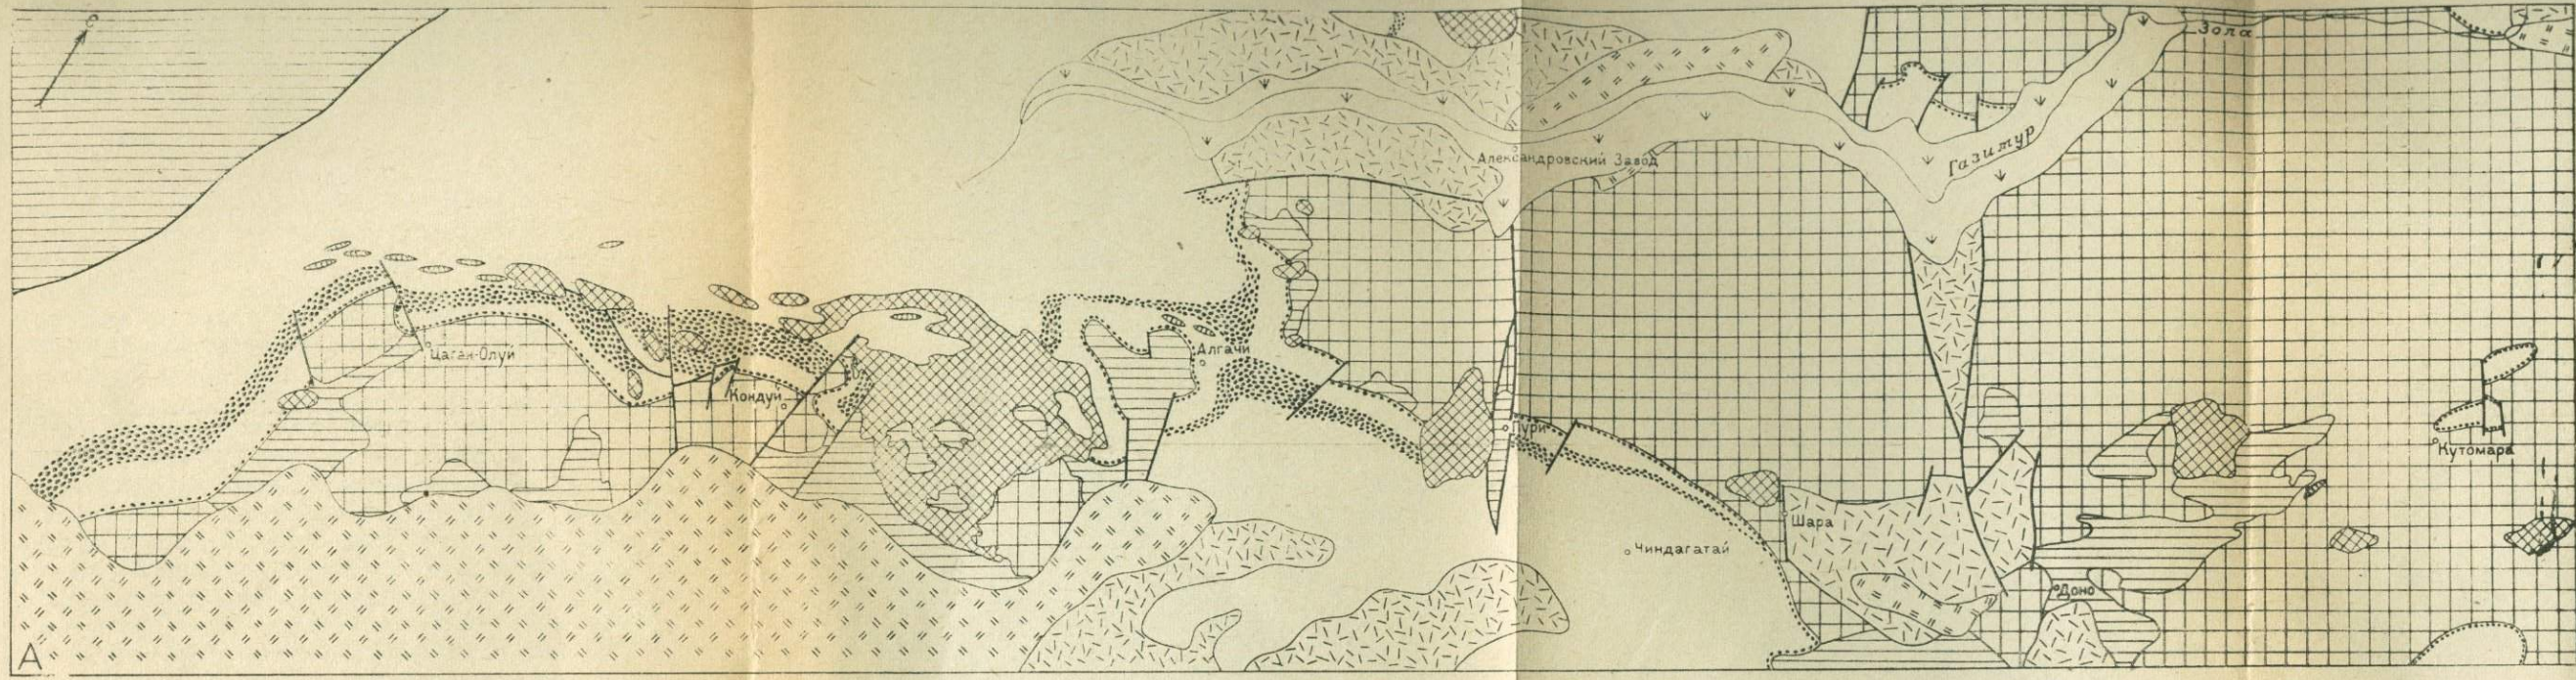 С
Зола
Александровский Завод
Газимур
Цаган-Олуй
Алгачи
Кондуй
Пури
Кутомара
Шара
Чиндагатай
Доно
А